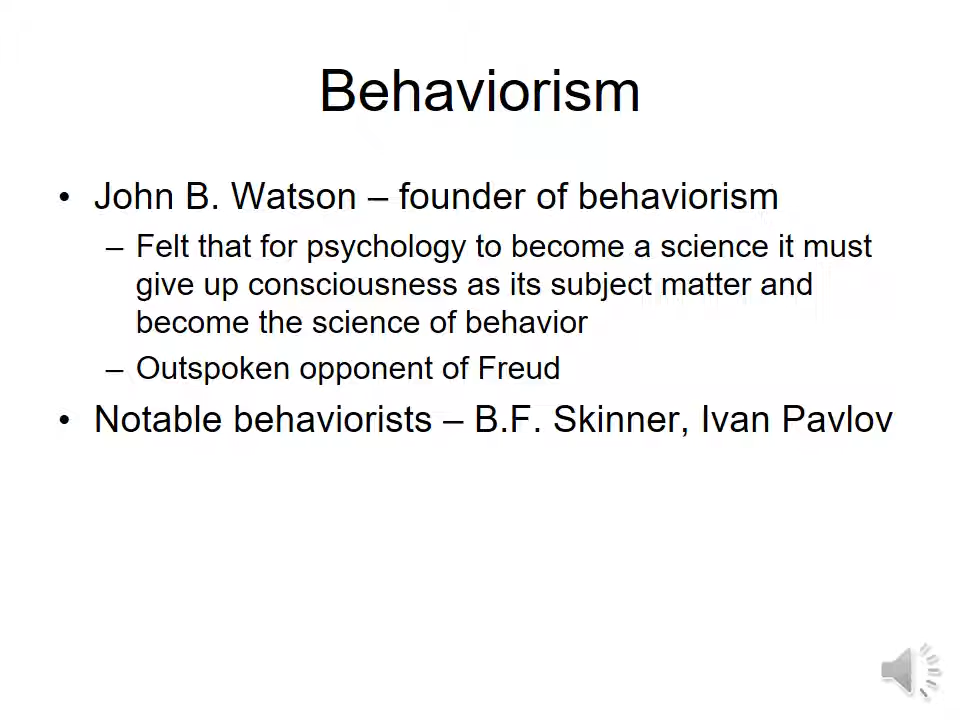 Behaviorism
• John B. Watson – founder of behaviorism
– Felt that for psychology to become a science it must
give up consciousness as its subject matter and
become the science of behavior
– Outspoken opponent of Freud
• Notable behaviorists – B.F. Skinner, Ivan Pavlov